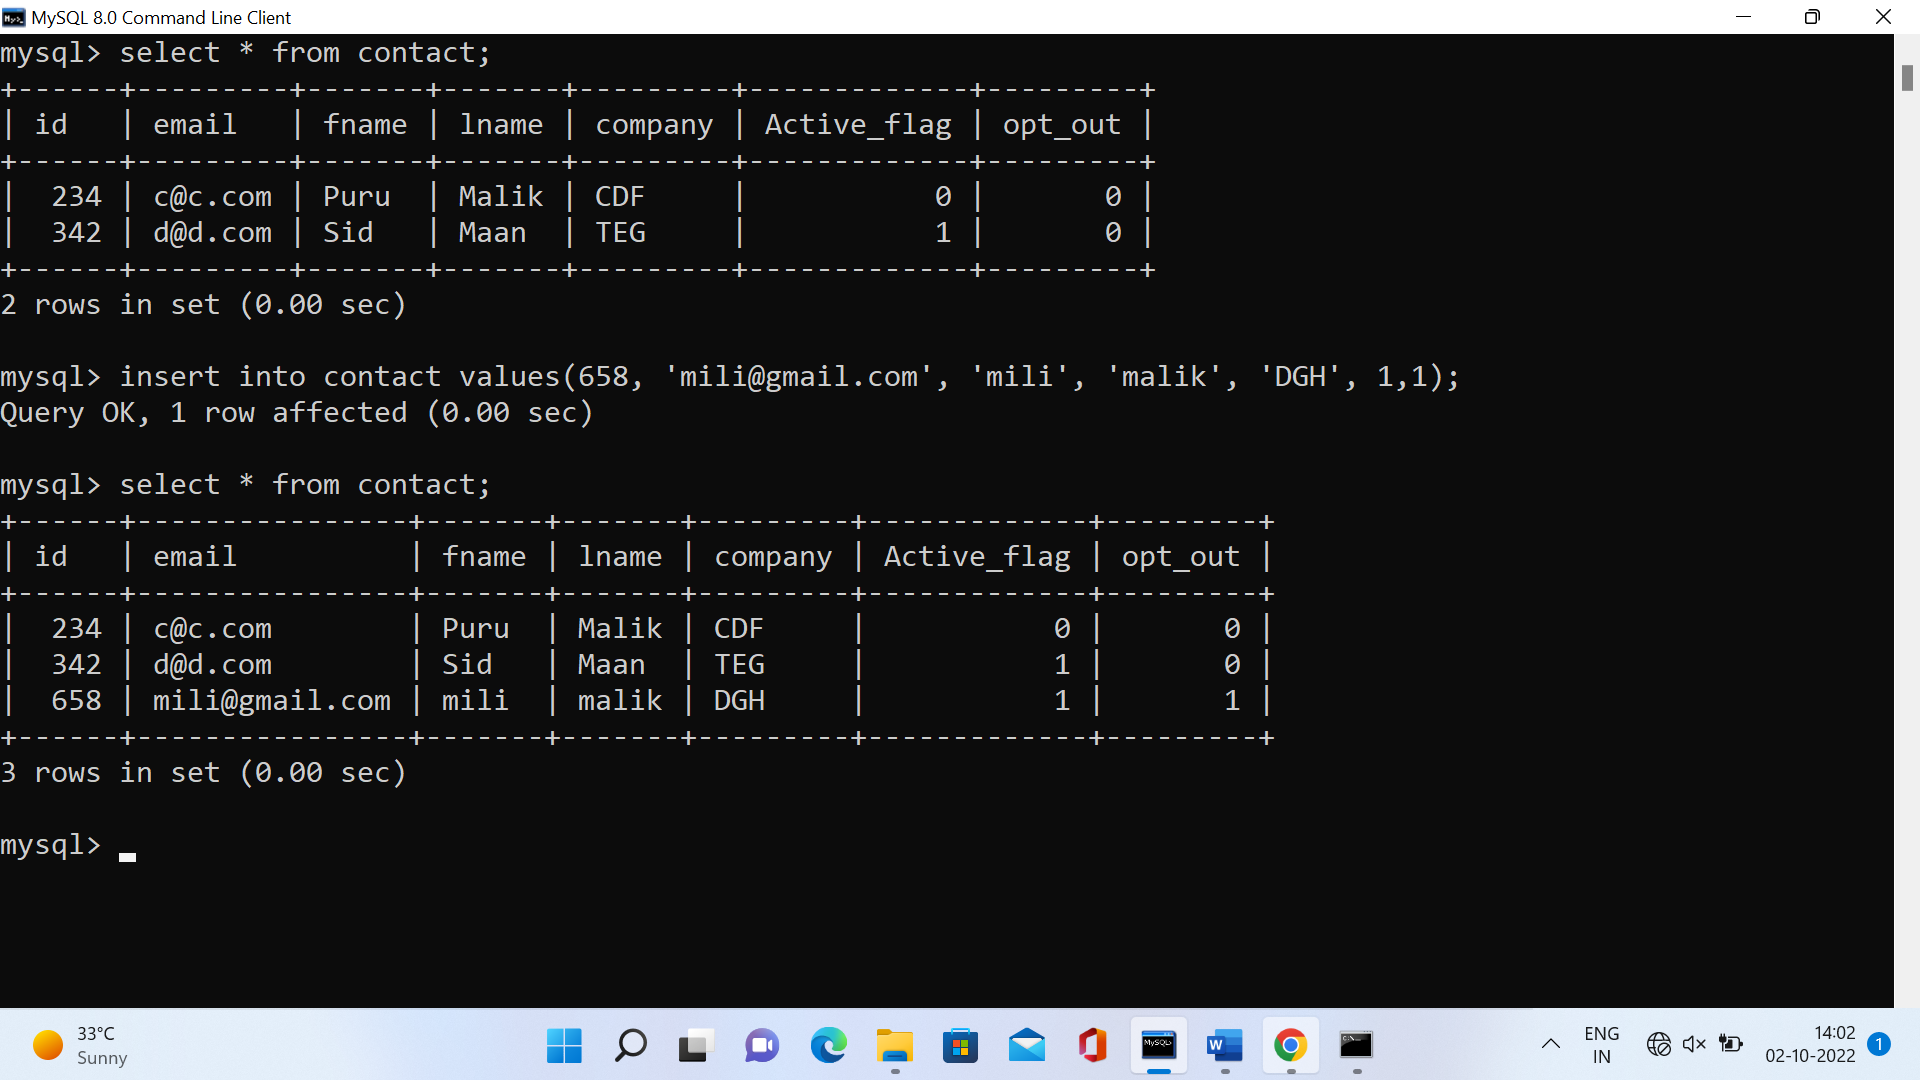 MySQL 8.0 Command Line Client
mysql> select * from contact;
+------+---------+-------+-------+---------+-------------+---------+
| id   | email   | fname | lname | company | Active_flag | opt_out |
+------+---------+-------+-------+---------+-------------+---------+
|  234 | c@c.com | Puru  | Malik | CDF     |           0 |       0 |
|  342 | d@d.com | Sid   | Maan  | TEG     |           1 |       0 |
+------+---------+-------+-------+---------+-------------+---------+
2 rows in set (0.00 sec)
mysql> insert into contact values(658, 'mili@gmail.com', 'mili', 'malik', 'DGH', 1,1);
Query OK, 1 row affected (0.00 sec)
mysql> select * from contact;
+------+----------------+-------+-------+---------+-------------+---------+
| id   | email          | fname | lname | company | Active_flag | opt_out |
+------+----------------+-------+-------+---------+-------------+---------+
|  234 | c@c.com        | Puru  | Malik | CDF     |           0 |       0 |
|  342 | d@d.com        | Sid   | Maan  | TEG     |           1 |       0 |
|  658 | mili@gmail.com | mili  | malik | DGH     |           1 |       1 |
+------+----------------+-------+-------+---------+-------------+---------+
3 rows in set (0.00 sec)
mysql>
33°C
Sunny
ENG
IN
14:02
02-10-2022
1